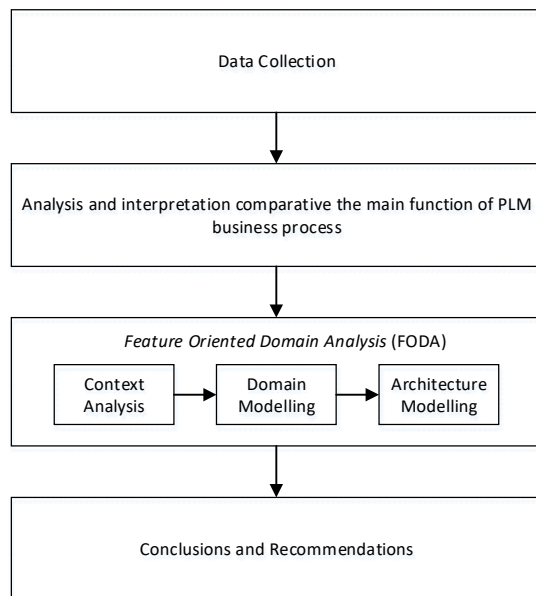 Data Collection
Analysis and interpretation comparative the main function of PLM
business process
Feature Oriented Domain Analysis (FODA)
Context
Analysis
Domain
Modelling
Architecture
Modelling
Conclusions and Recommendations